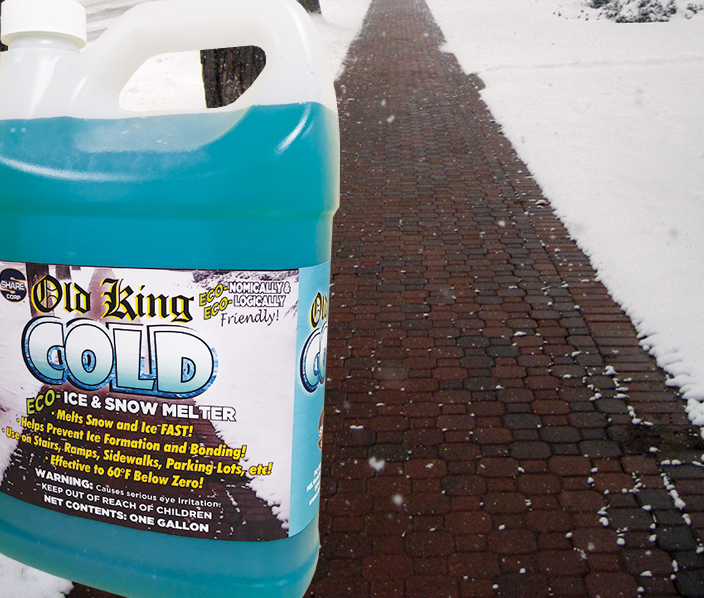 SHARE
CORP
Old King
COLD
ECO-NOMICALLY &
ECO-LOGICALLY
Friendly!
ECO-ICE & SNOW MELTER
- Melts Snow and Ice FAST!
- Helps Prevent Ice Formation and Bonding!
- Use on Stairs, Ramps, Sidewalks, Parking Lots, etc!
- Effective to 60°F Below Zero!
WARNING: Causes serious eye irritation.
KEEP OUT OF REACH OF CHILDREN
NET CONTENTS: ONE GALLON